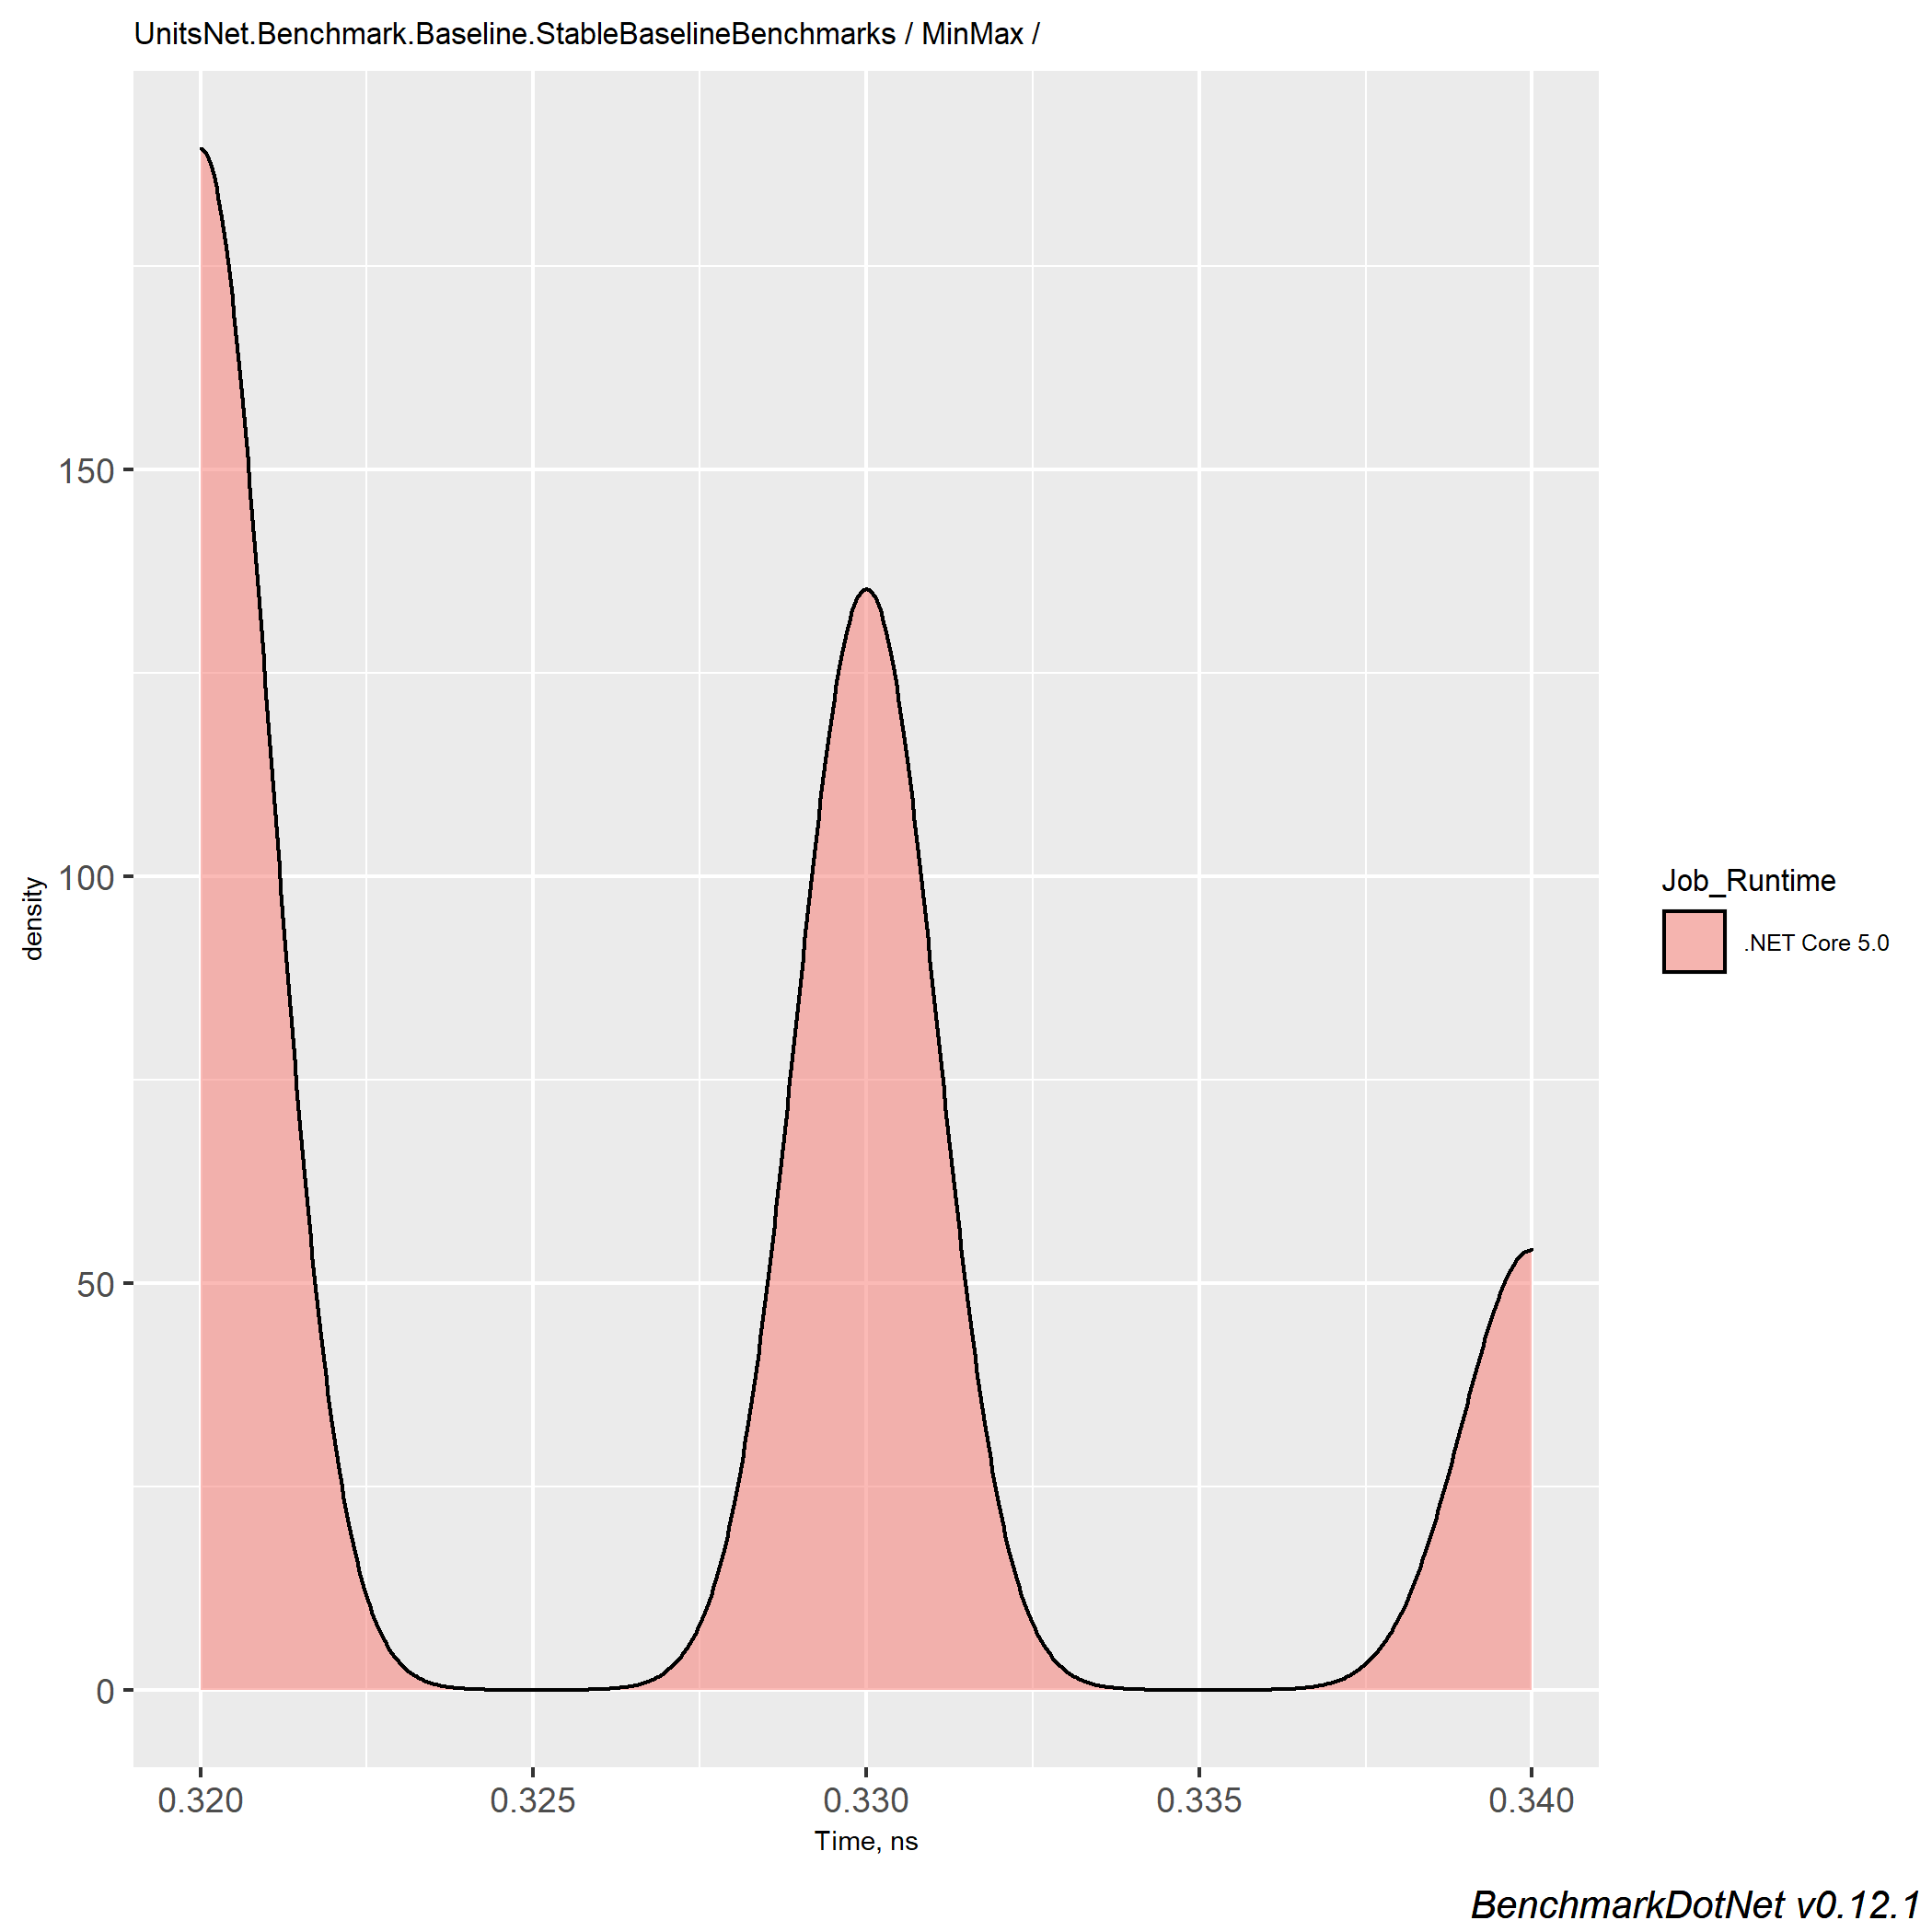 UnitsNet.Benchmark.Baseline.StableBaselineBenchmarks / MinMax /
150
100
50
0
density
0.320 0.325 0.330 0.335 0.340
Time, ns
Job_Runtime
.NET Core 5.0
BenchmarkDotNet v0.12.1